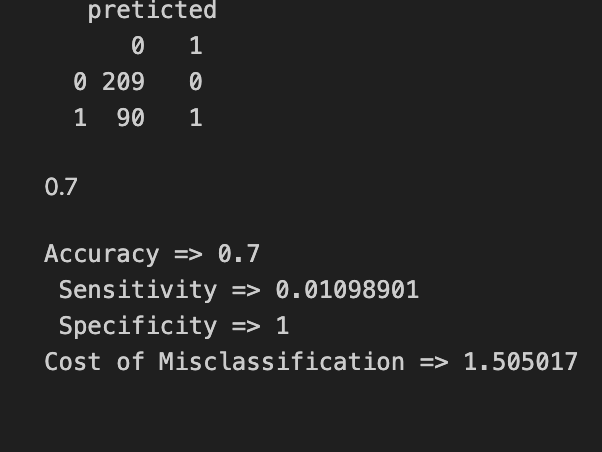 preticted
0 1
0 209 0
1 90 1
0.7
Accuracy => 0.7
Sensitivity => 0.01098901
Specificity => 1
Cost of Misclassification => 1.505017